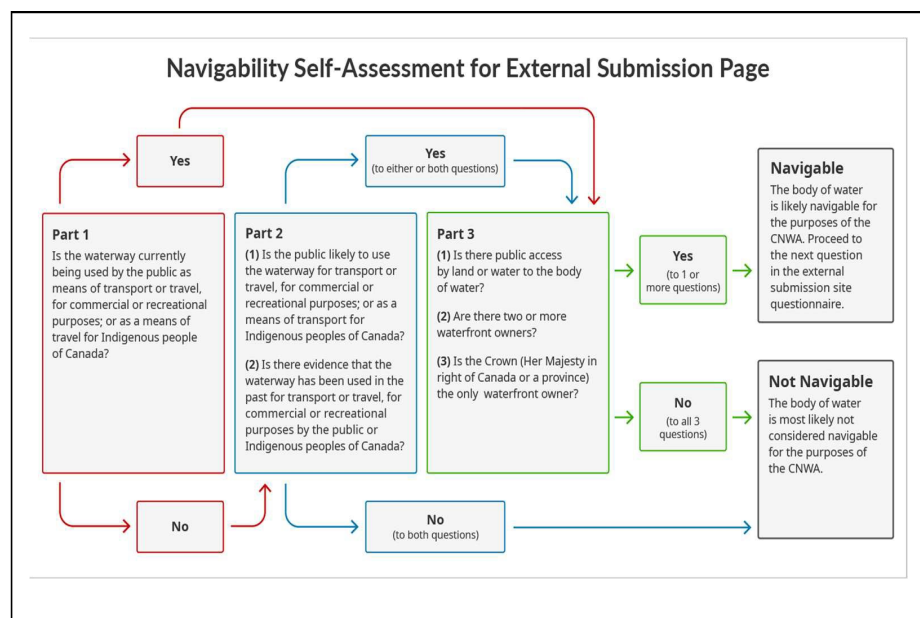 Navigability Self-Assessment for External Submission Page
Yes
Yes
(to either or both questions)
Part 1
Is the waterway currently
being used by the public as
means of transport or travel,
for commercial or recreational
purposes; or as a means of
travel for Indigenous people
of Canada?
Part 2
(1) Is the public likely to use
the waterway for transport or
travel, for commercial or
recreational purposes; or as a
means of transport for
Indigenous peoples of Canada?
(2) Is there evidence that the
waterway has been used in the
past for transport or travel, for
commercial or recreational
purposes by the public or
Indigenous peoples of Canada?
Part 3
(1) Is there public access
by land or water to the body
of water?
(2) Are there two or more
waterfront owners?
(3) Is the Crown (Her Majesty in
right of Canada or a province)
the only waterfront owner?
Yes
(to 1 or
more questions)
Navigable
The body of water
is likely navigable for
the purposes of the
CNWA. Proceed to
the next question
in the external
submission site
questionnaire.
No
(to all 3
questions)
Not Navigable
The body of water
is most likely not
considered navigable
for the purposes of
the CNWA.
No
No
(to both questions)